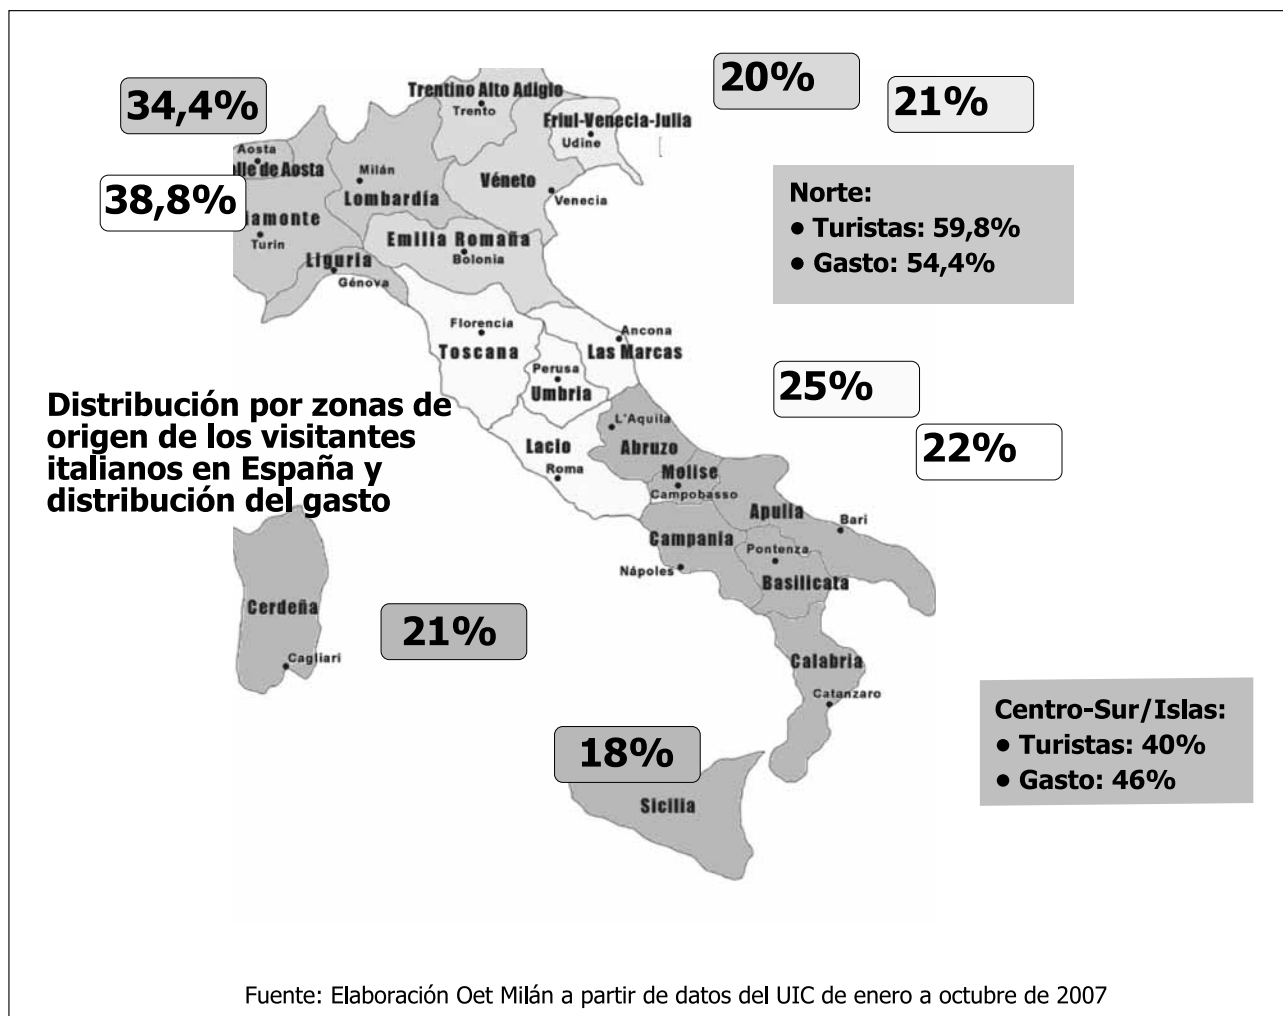 34,4%
20%
21%
Trentino Alto Adigio
Trento
Friul-Venecia-Julia
Udine
Aosta
lle de Aosta
Milán
Lombardía
Véneto
Venecia
38,8%
Norte:
● Turistas: 59,8%
● Gasto: 54,4%
amonte
Turín
Emilia Romaña
Bolonia
Liguria
Génova
Florencia
Toscana
Ancona
Las Marcas
Perusa
Umbria
25%
22%
Distribución por zonas de
origen de los visitantes
italianos en España y
distribución del gasto
L'Aquila
Abruzo
Lacio
Roma
Molise
Campobasso
Apulia
Bari
Campania
Nápoles
Pontenza
Basilicata
Cerdeña
Cagliari
21%
Calabria
Catanzaro
18%
Sicilia
Centro-Sur/Islas:
● Turistas: 40%
● Gasto: 46%
Fuente: Elaboración Oet Milán a partir de datos del UIC de enero a octubre de 2007